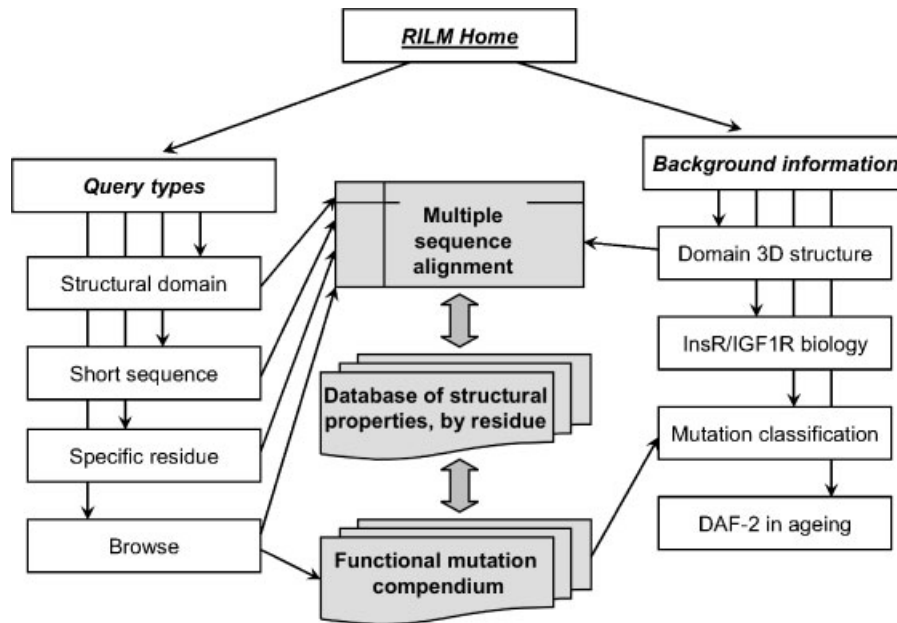 RILM Home
Query types
Structural domain
Short sequence
Specific residue
Browse
Multiple
sequence
alignment
Database of structural
properties, by residue
Functional mutation
compendium
Background information
Domain 3D structure
InsR/IGF1R biology
Mutation classification
DAF-2 in ageing